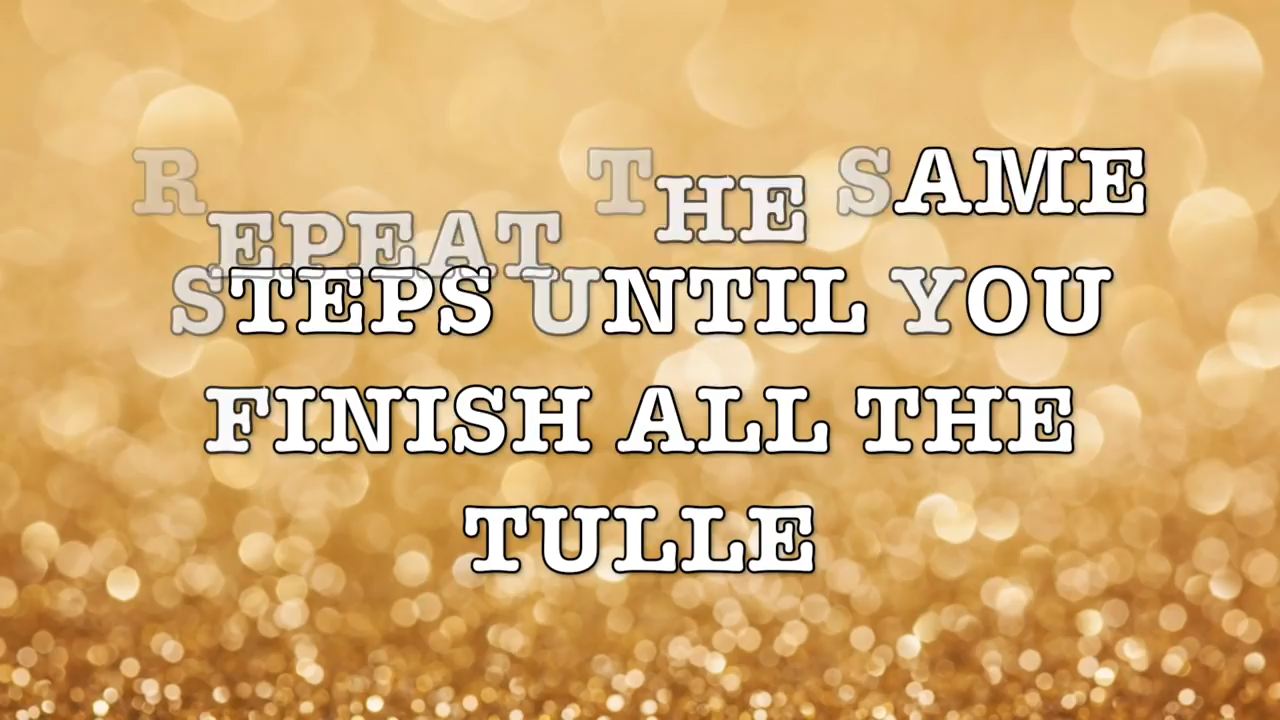 REPEAT THE SAME
STEPS UNTIL YOU
FINISH ALL THE
TULLE